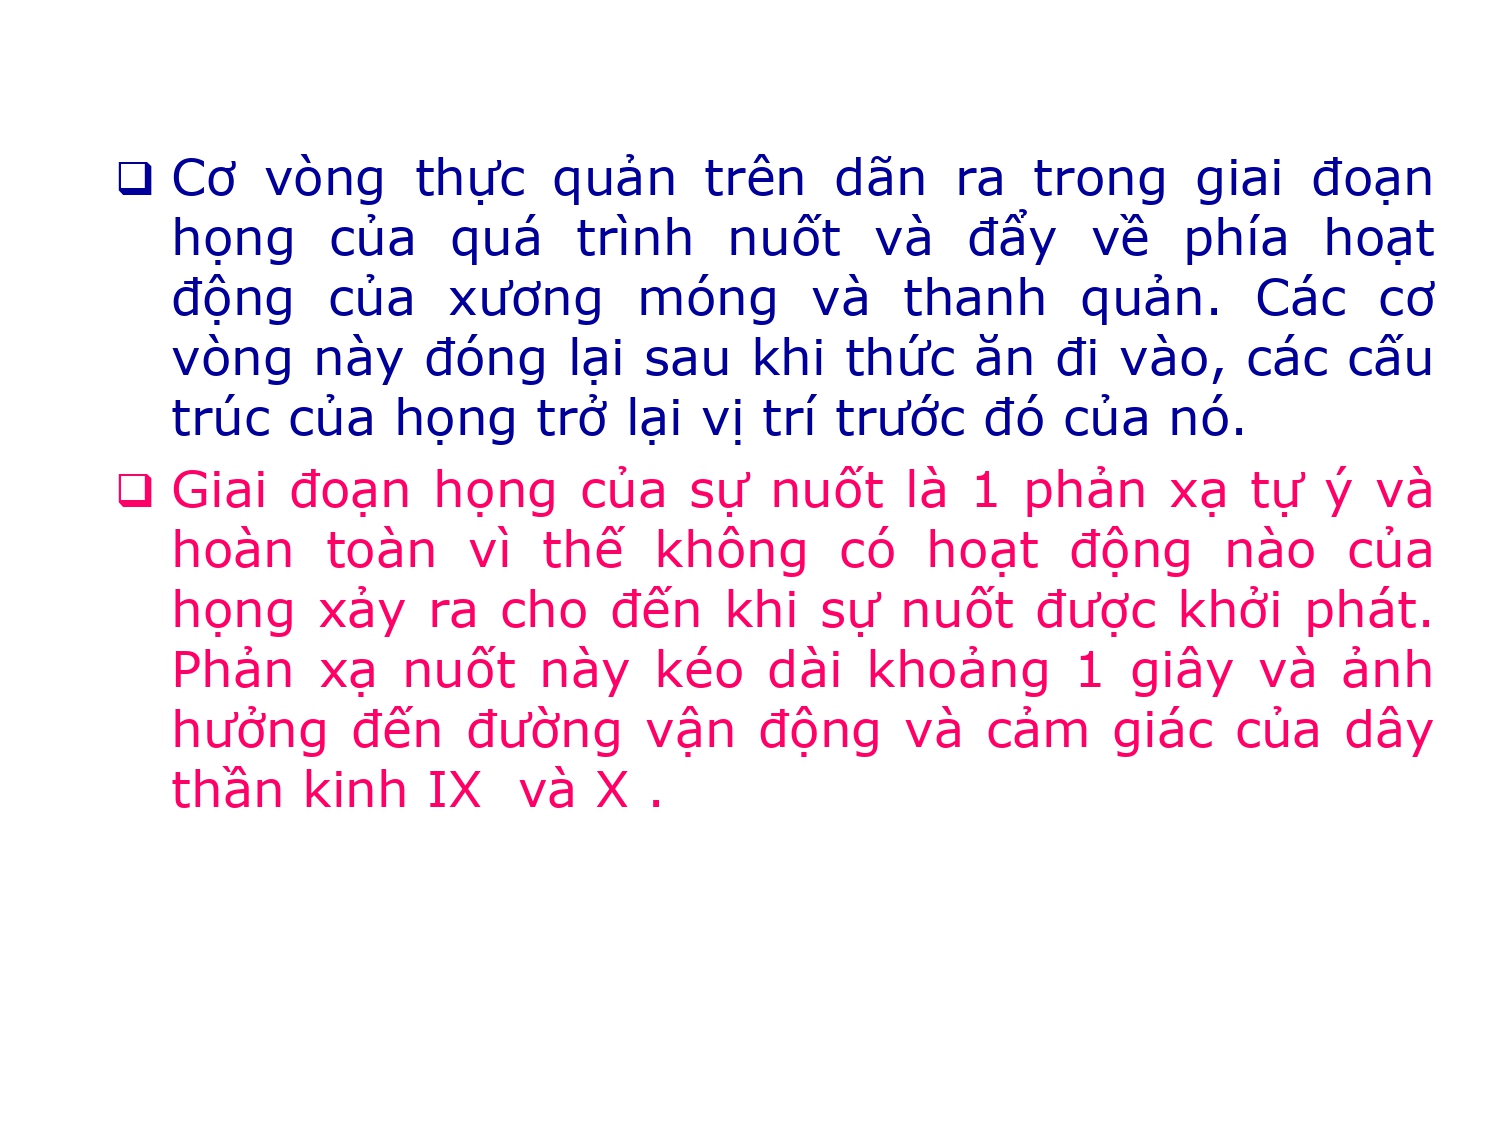 ❑ Cơ vòng thực quản trên dãn ra trong giai đoạn
họng của quá trình nuốt và đẩy về phía hoạt
động của xương móng và thanh quản. Các cơ
vòng này đóng lại sau khi thức ăn đi vào, các cấu
trúc của họng trở lại vị trí trước đó của nó.
❑ Giai đoạn họng của sự nuốt là 1 phản xạ tự ý và
hoàn toàn vì thế không có hoạt động nào của
họng xảy ra cho đến khi sự nuốt được khởi phát.
Phản xạ nuốt này kéo dài khoảng 1 giây và ảnh
hưởng đến đường vận động và cảm giác của dây
thần kinh IX  và X .